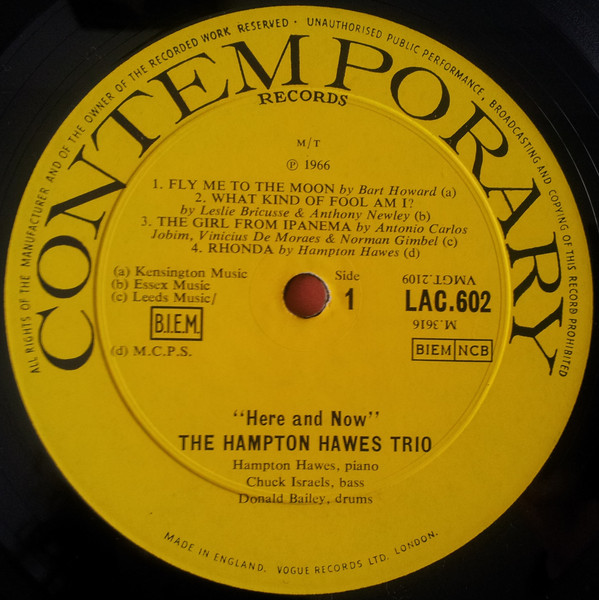 ALL RIGHTS OF THE MANUFACTURER AND OF THE OWNER OF THE RECORDED WORK RESERVED · UNAUTHORISED PUBLIC PERFORMANCE, BROADCASTING AND COPYING OF THIS RECORD PROHIBITED
CONTEMPORARY
RECORDS
M/T
℗ 1966
1. FLY ME TO THE MOON by Bart Howard (a)
2. WHAT KIND OF FOOL AM I?
by Leslie Bricusse & Anthony Newley (b)
3. THE GIRL FROM IPANEMA by Antonio Carlos
Jobim, Vinicius De Moraes & Norman Gimbel (c)
4. RHONDA by Hampton Hawes (d)
(a) Kensington Music
(b) Essex Music
(c) Leeds Music/
B.I.E.M.
(d) M.C.P.S.
Side
1
VMGT.2109
LAC.602
M.3616
BIEM NCB
"Here and Now"
THE HAMPTON HAWES TRIO
Hampton Hawes, piano
Chuck Israels, bass
Donald Bailey, drums
MADE IN ENGLAND. VOGUE RECORDS LTD. LONDON.